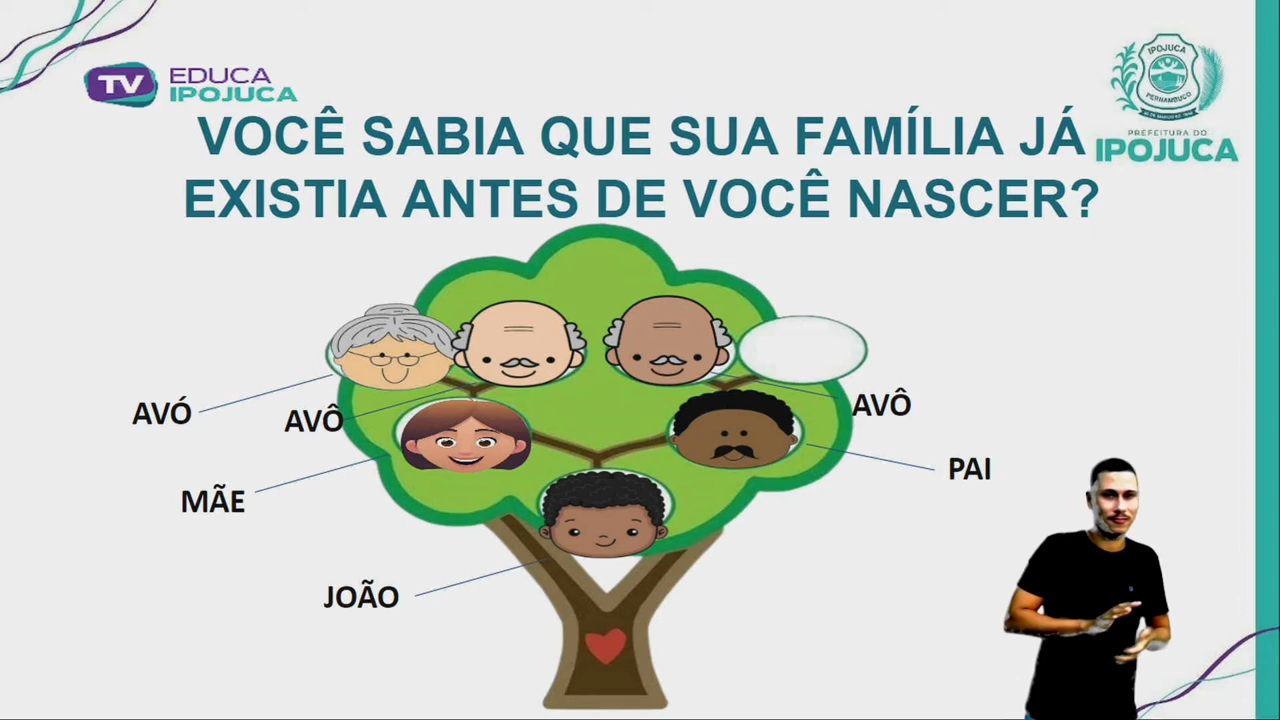 TV EDUCA
IPOJUCA
IPOJUCA
PERNAMBUCO
PREFEITURA DO
IPOJUCA
VOCÊ SABIA QUE SUA FAMÍLIA JÁ
EXISTIA ANTES DE VOCÊ NASCER?
AVÓ
AVÔ
AVÔ
MÃE
PAI
JOÃO